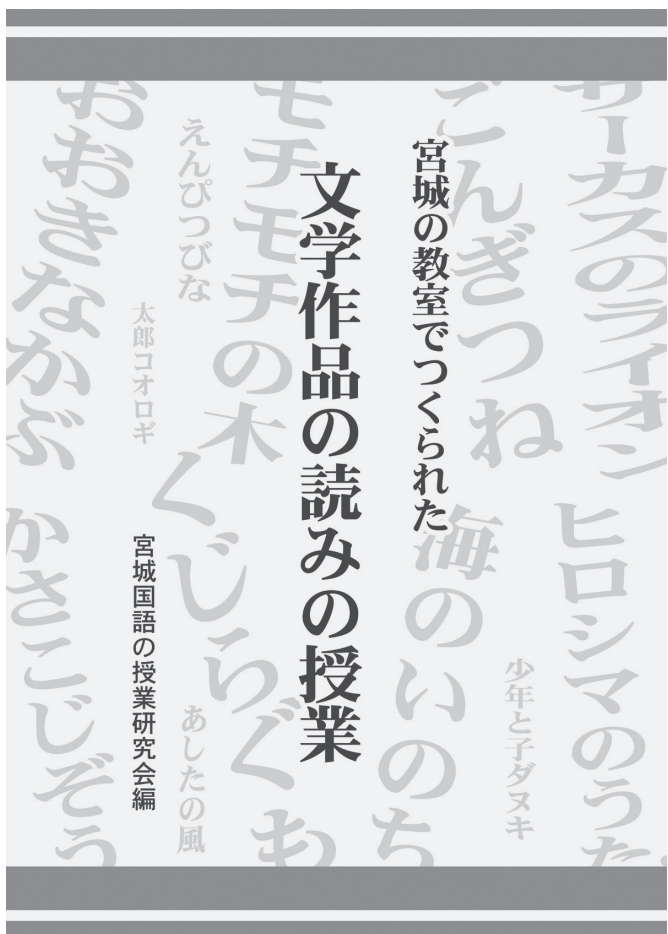 サーカスのライオン
ヒロシマのうた
少年と子ダヌキ
ごんぎつね
海のいのち
宮城の教室でつくられた
文学作品の読みの授業
モチモチの木
くじらぐも
えんぴつびな
あしたの風
太郎コオロギ
宮城国語の授業研究会編
おおきなかぶ
かさこじぞう